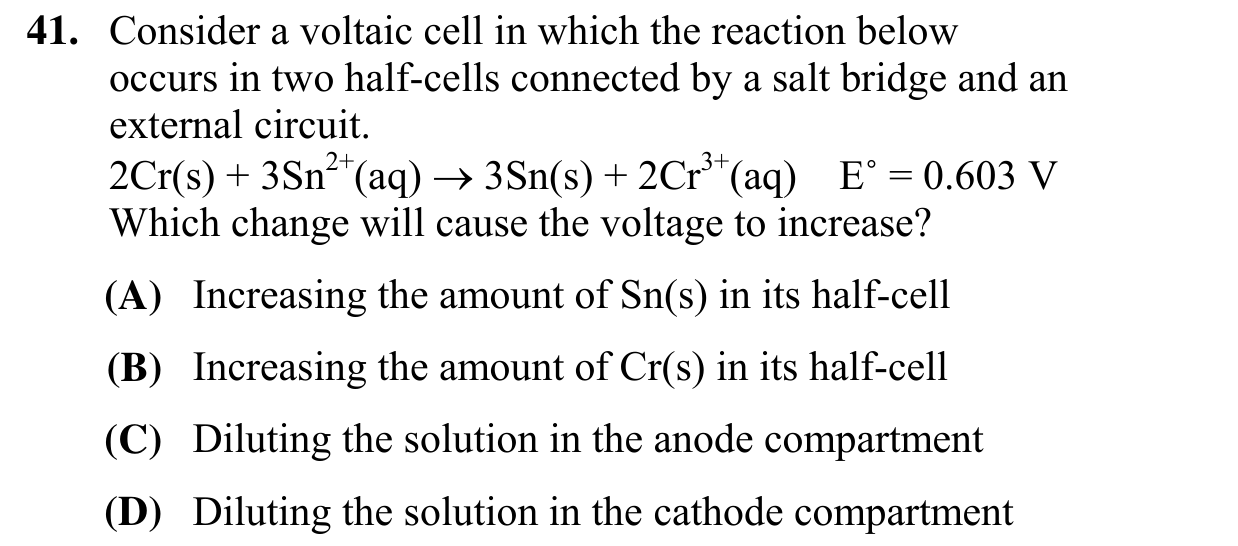 41. Consider a voltaic cell in which the reaction below
occurs in two half-cells connected by a salt bridge and an
external circuit.
2Cr(s) + 3Sn²⁺(aq) → 3Sn(s) + 2Cr³⁺(aq) E° = 0.603 V
Which change will cause the voltage to increase?
(A) Increasing the amount of Sn(s) in its half-cell
(B) Increasing the amount of Cr(s) in its half-cell
(C) Diluting the solution in the anode compartment
(D) Diluting the solution in the cathode compartment